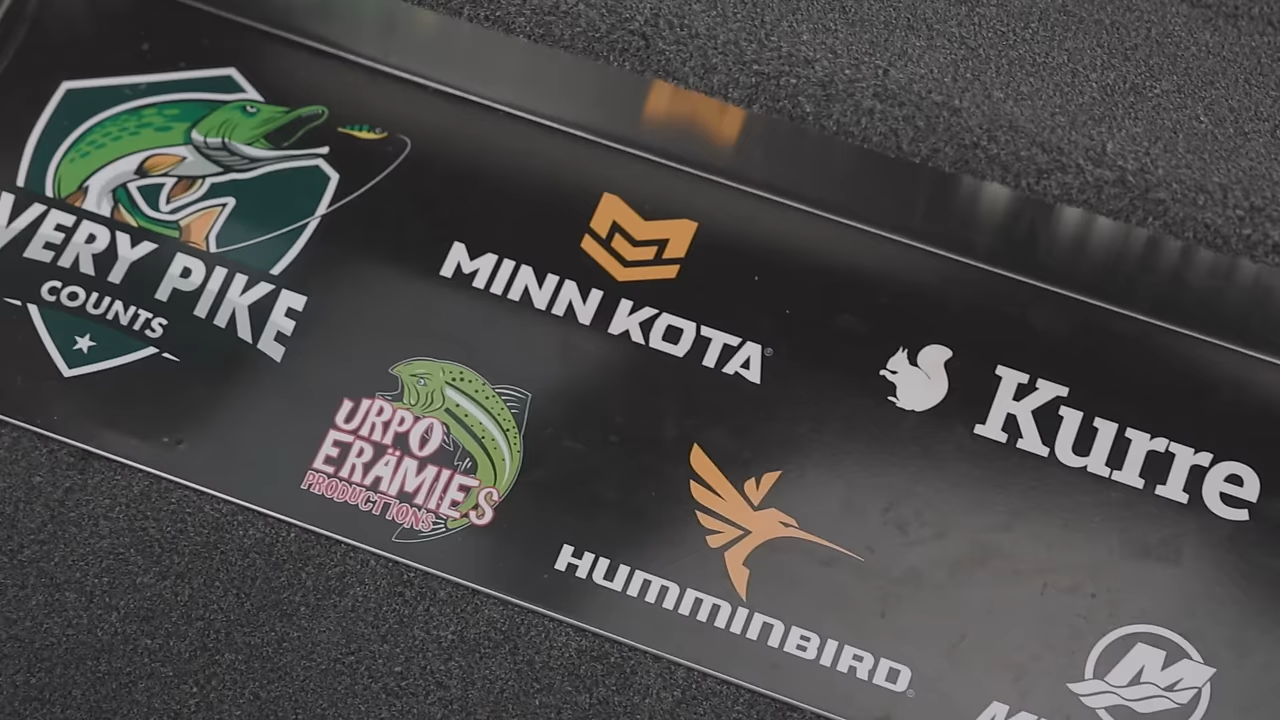 VERY PIKE
COUNTS
MINN KOTA®
Kurre
URPO
ERÄMIES
PRODUCTIONS
HUMMINBIRD®
M